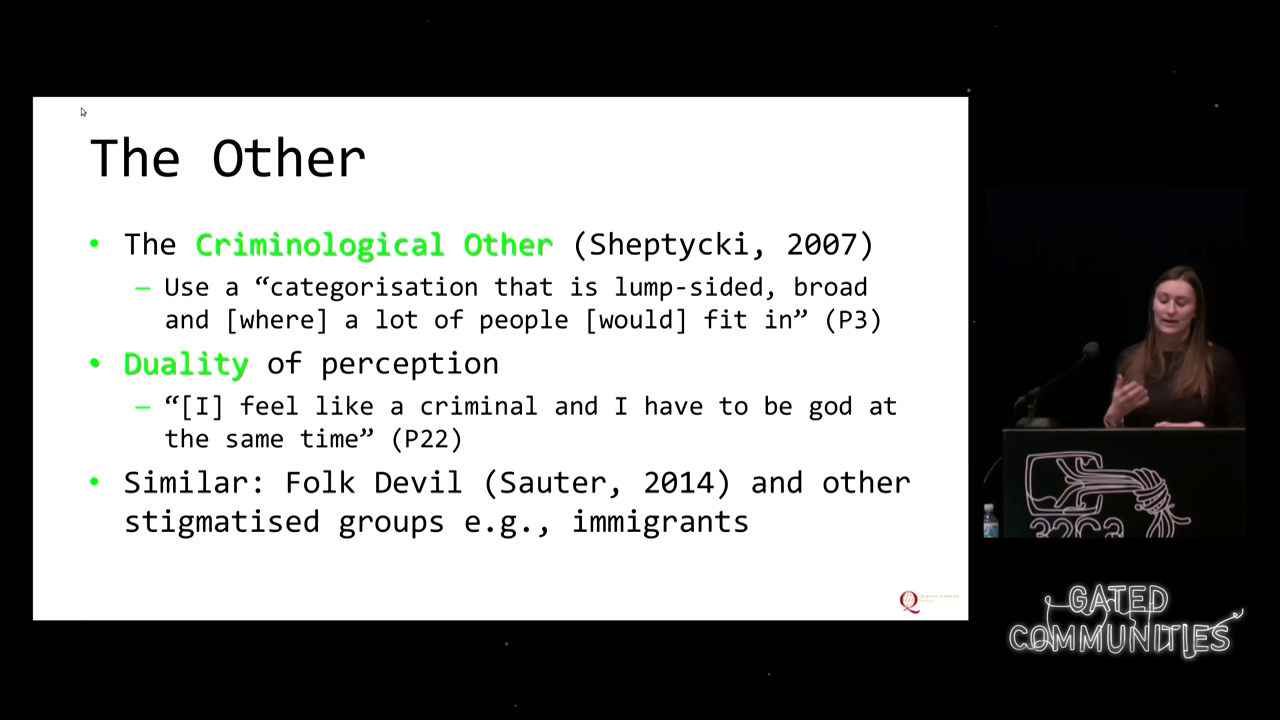 The Other
• The Criminological Other (Sheptycki, 2007)
– Use a “categorisation that is lump-sided, broad
and [where] a lot of people [would] fit in” (P3)
• Duality of perception
– “[I] feel like a criminal and I have to be god at
the same time” (P22)
• Similar: Folk Devil (Sauter, 2014) and other
stigmatised groups e.g., immigrants
32C3
GATED
COMMUNITIES